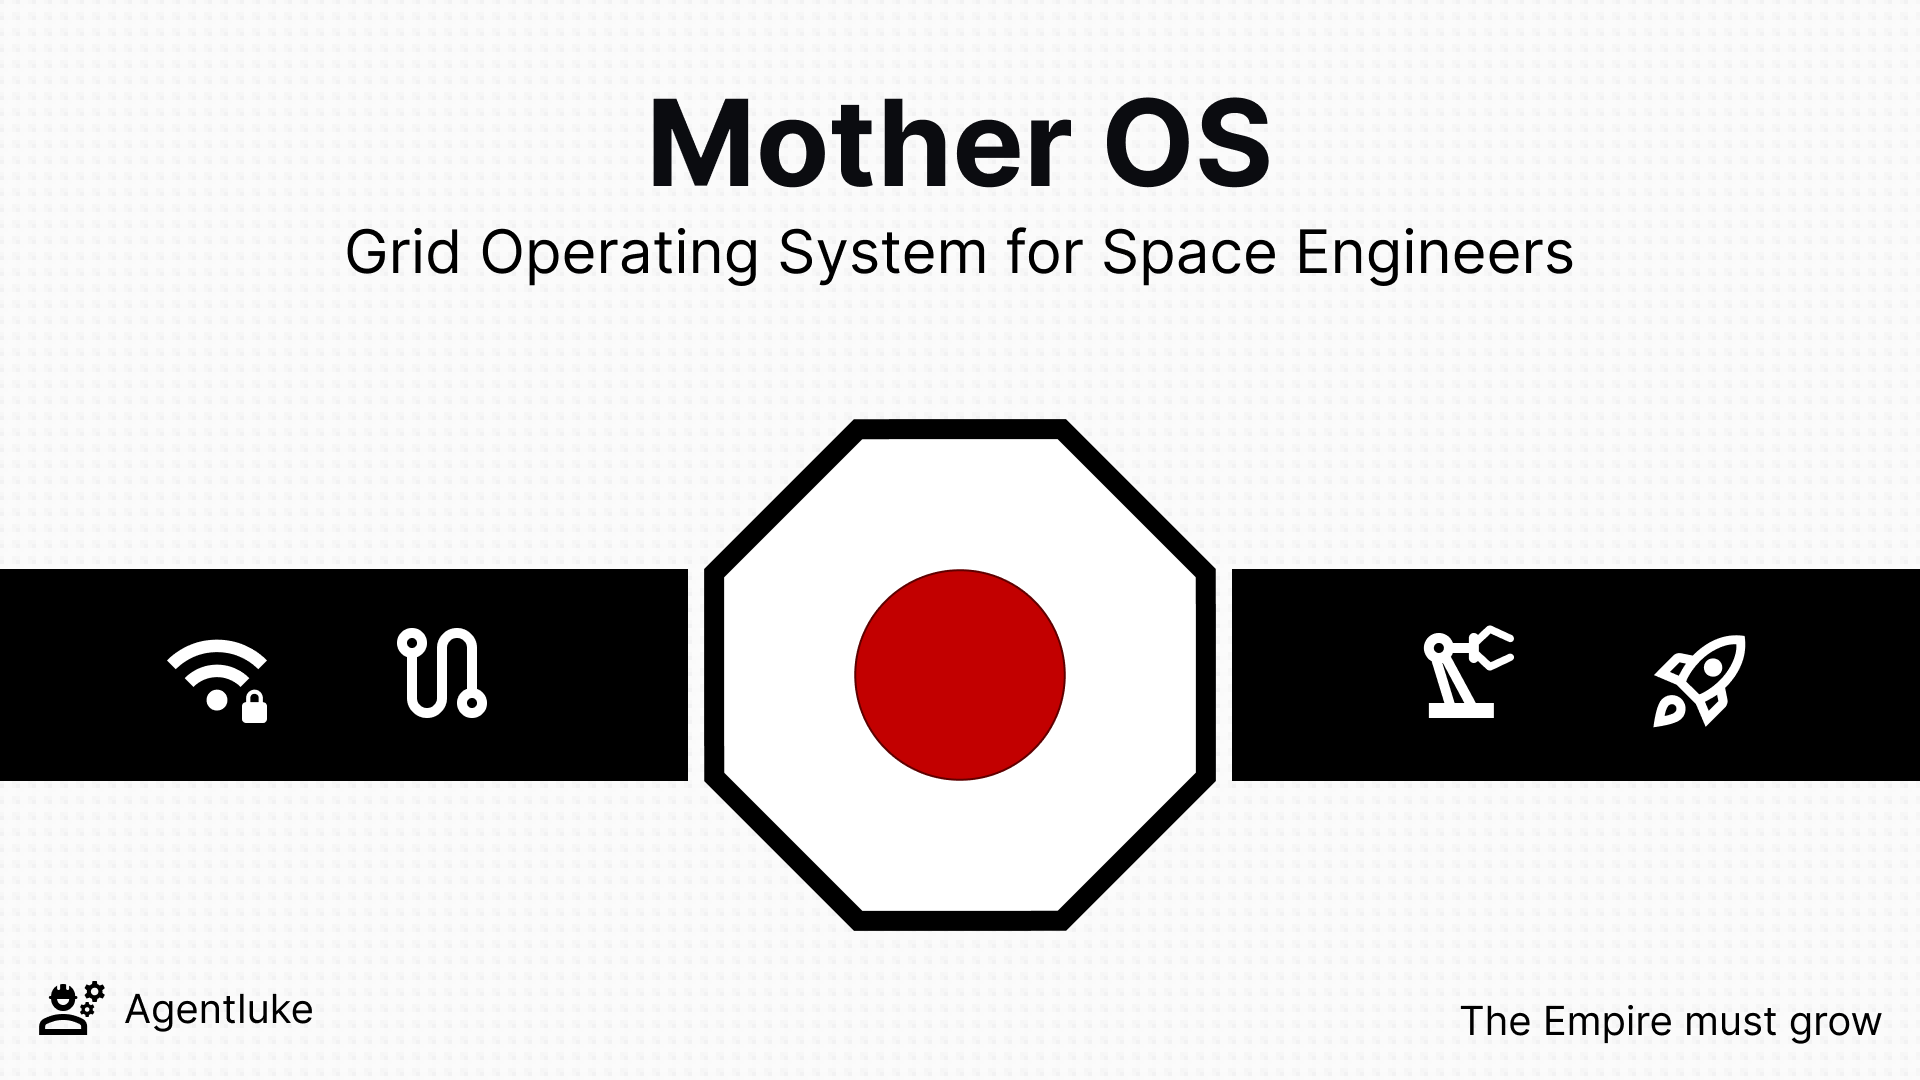 Mother OS
Grid Operating System for Space Engineers
Agentluke
The Empire must grow